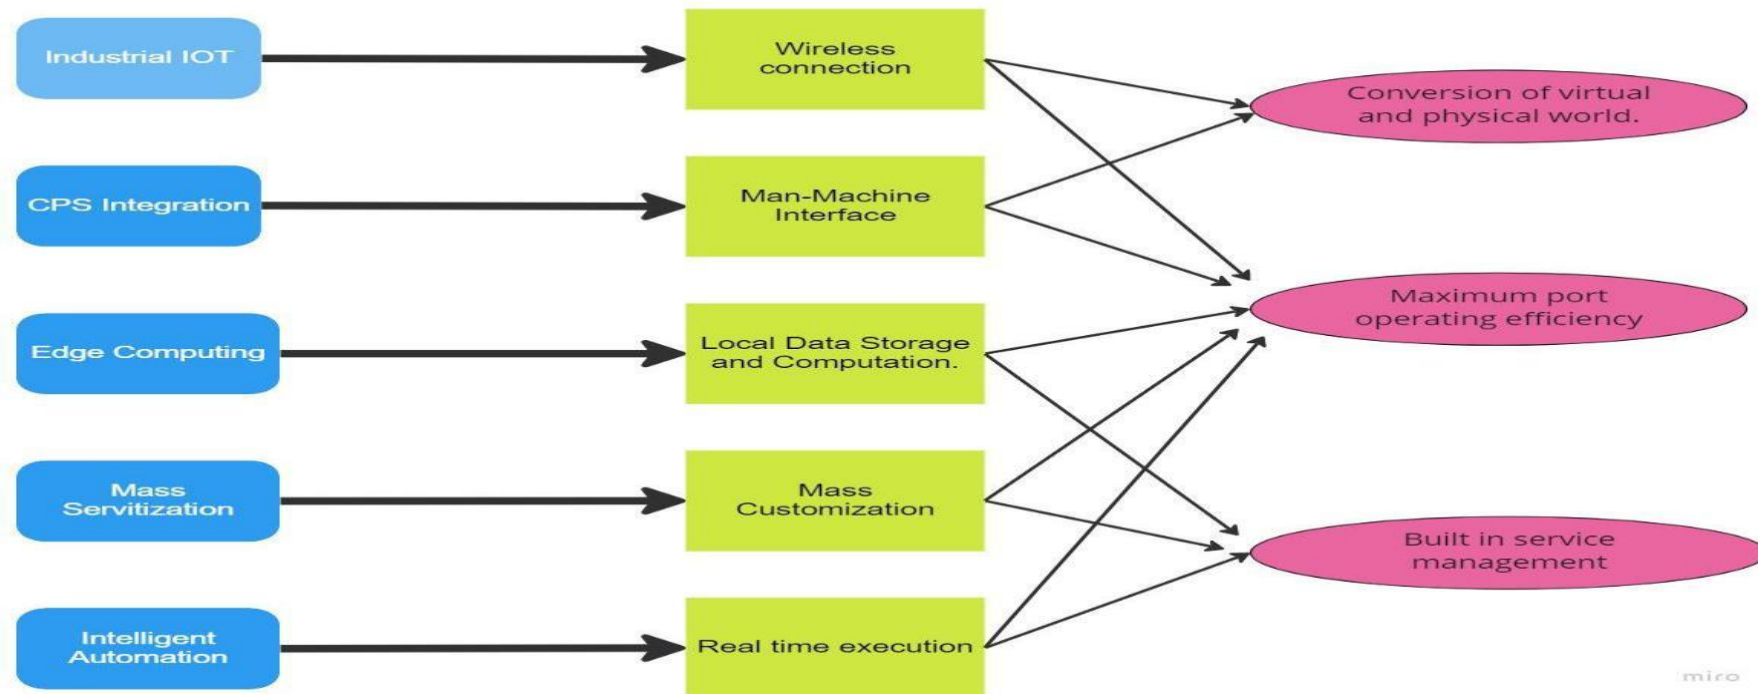 Industrial IOT
Wireless
connection
Conversion of virtual
and physical world.
CPS Integration
Man-Machine
Interface
Maximum port
operating efficiency
Edge Computing
Local Data Storage
and Computation.
Mass
Servitization
Mass
Customization
Built in service
management
Intelligent
Automation
Real time execution
miro